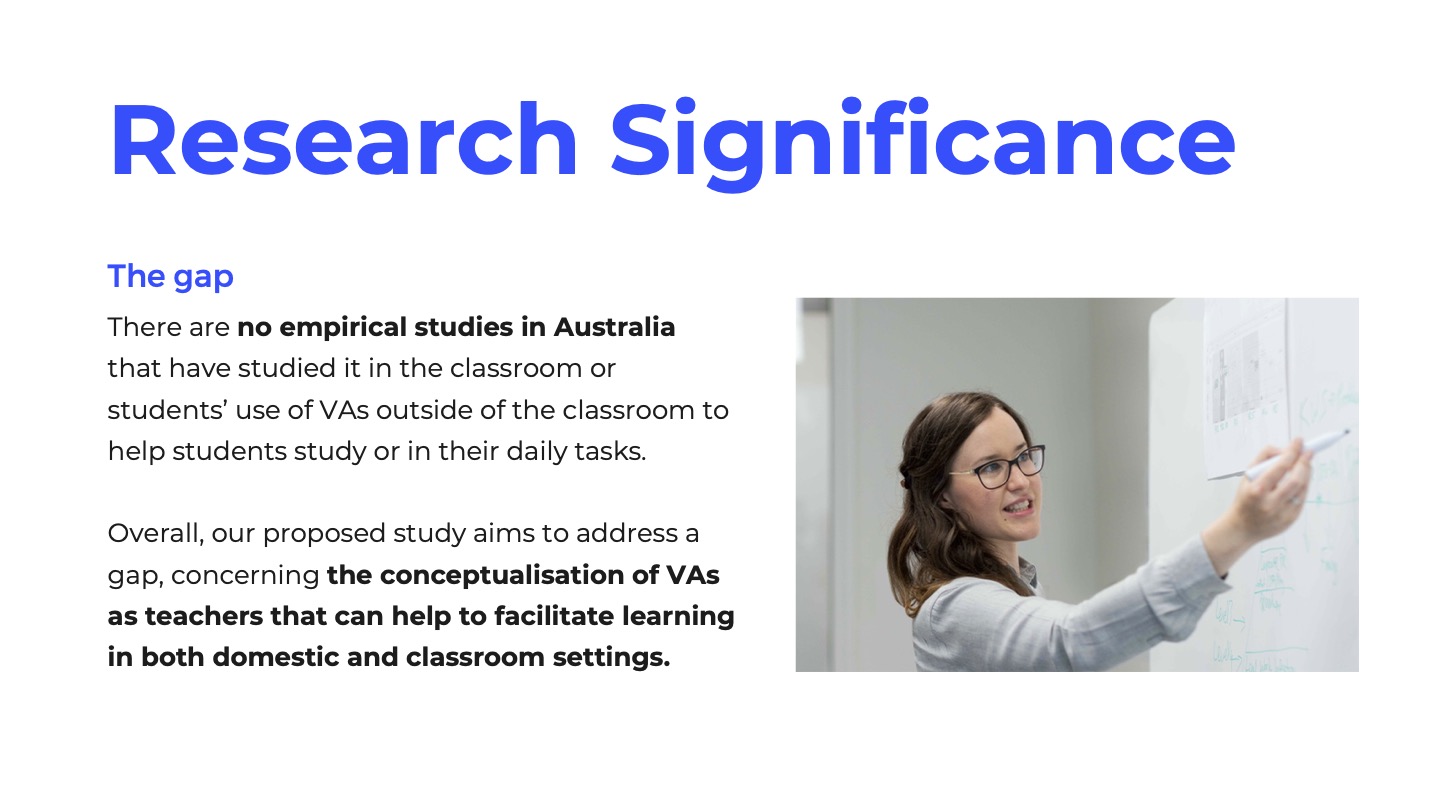 Research Significance
The gap
There are no empirical studies in Australia
that have studied it in the classroom or
students’ use of VAs outside of the classroom to
help students study or in their daily tasks.
Overall, our proposed study aims to address a
gap, concerning the conceptualisation of VAs
as teachers that can help to facilitate learning
in both domestic and classroom settings.